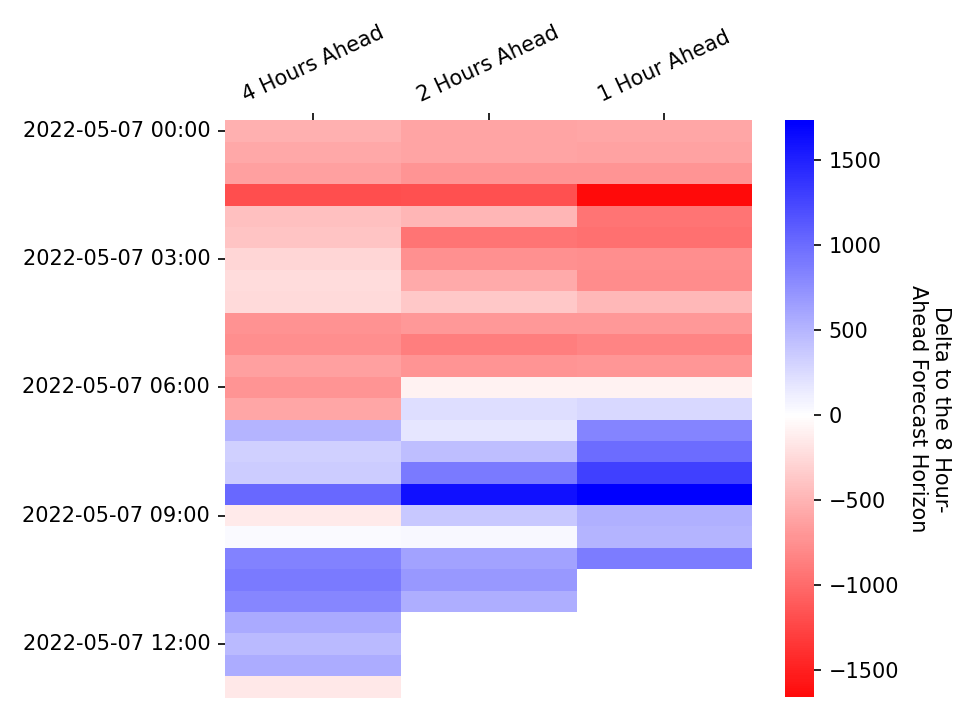 4 Hours Ahead
2 Hours Ahead
1 Hour Ahead
2022-05-07 00:00
2022-05-07 03:00
2022-05-07 06:00
2022-05-07 09:00
2022-05-07 12:00
1500
1000
500
0
−500
−1000
−1500
Delta to the 8 Hour-
Ahead Forecast Horizon